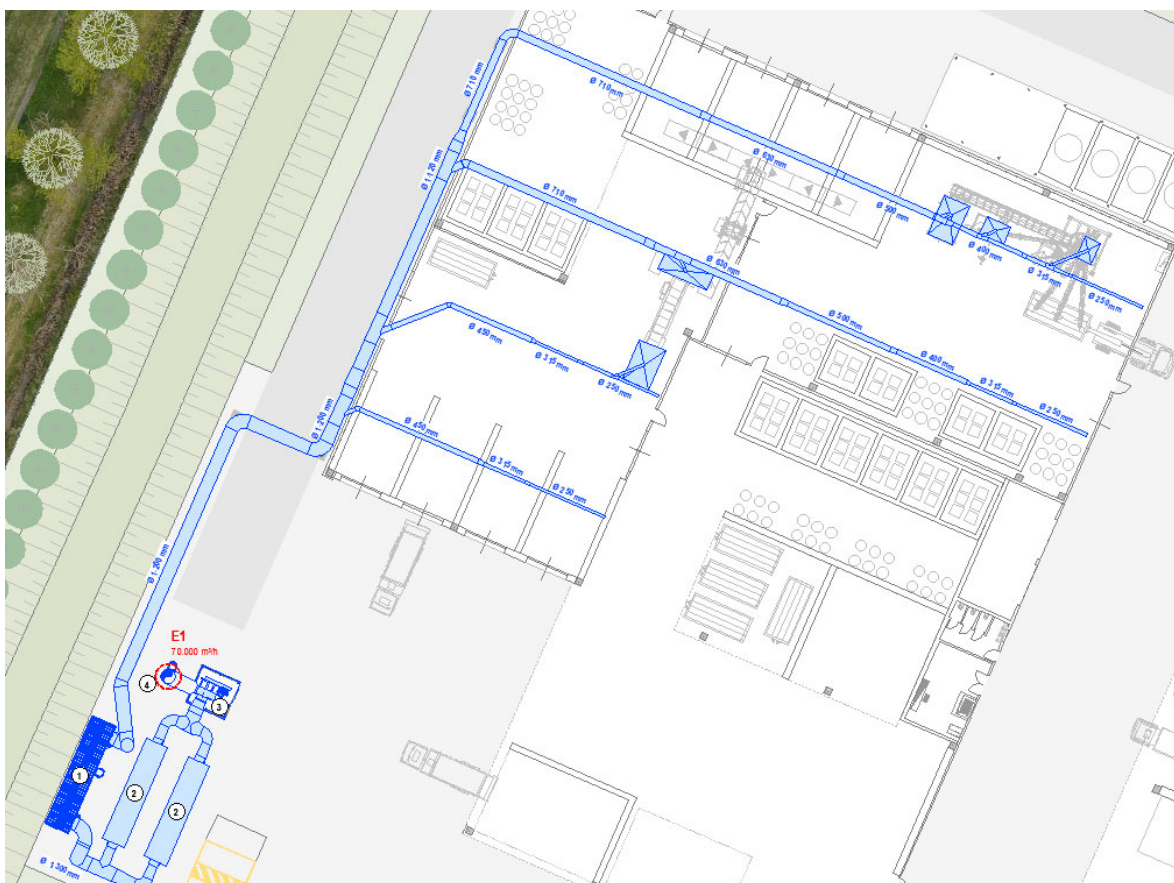 Ø 710 mm
Ø 710 mm
Ø 630 mm
Ø 500 mm
Ø 400 mm
Ø 315 mm
Ø 250 mm
Ø 1.120 mm
Ø 710 mm
Ø 630 mm
Ø 500 mm
Ø 400 mm
Ø 315 mm
Ø 250 mm
Ø 450 mm
Ø 315 mm
Ø 250 mm
Ø 1.200 mm
Ø 450 mm
Ø 315 mm
Ø 250 mm
Ø 1.200 mm
E1
70.000 m³/h
4
3
1
2
2
Ø 1.300 mm